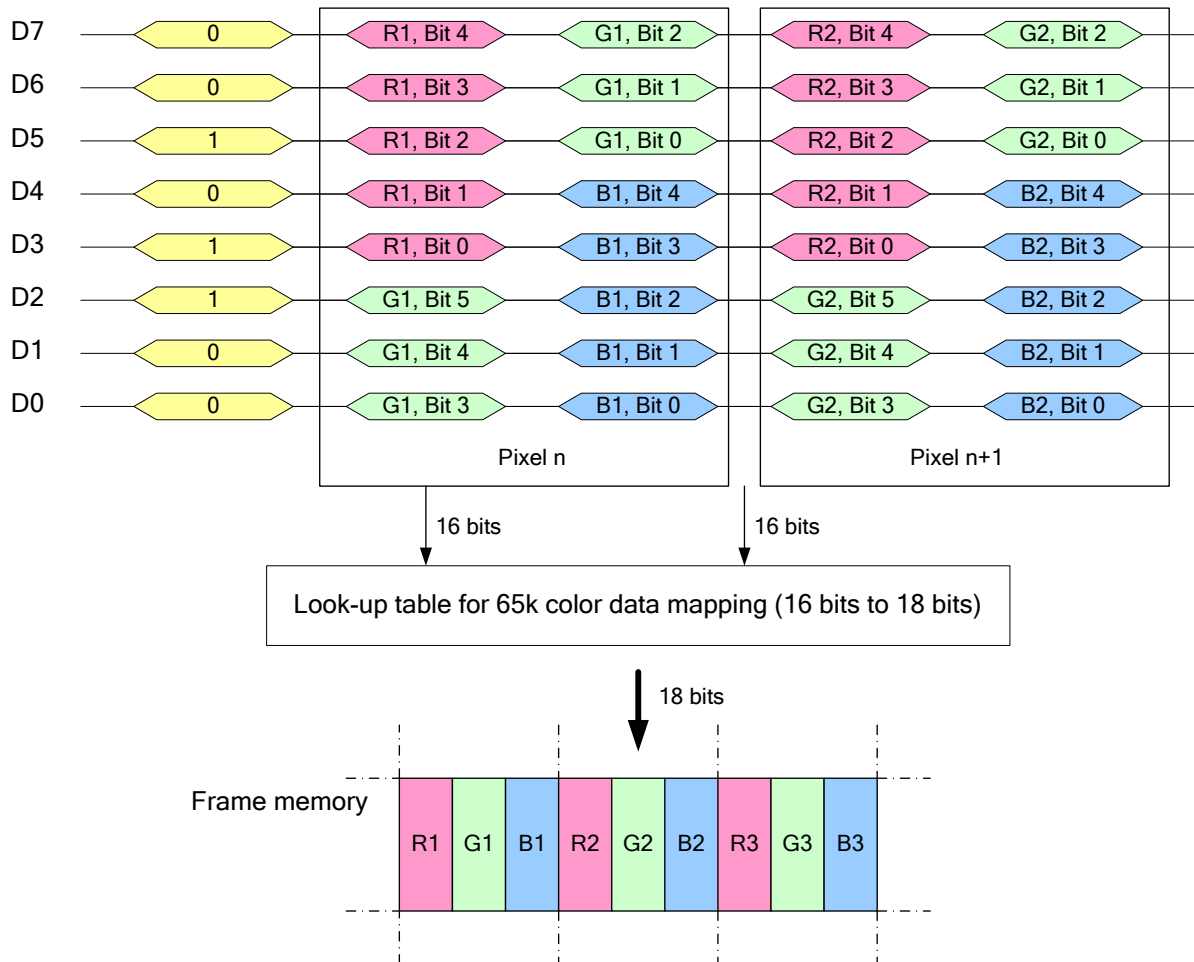 D7 0 R1, Bit 4 G1, Bit 2 R2, Bit 4 G2, Bit 2
D6 0 R1, Bit 3 G1, Bit 1 R2, Bit 3 G2, Bit 1
D5 1 R1, Bit 2 G1, Bit 0 R2, Bit 2 G2, Bit 0
D4 0 R1, Bit 1 B1, Bit 4 R2, Bit 1 B2, Bit 4
D3 1 R1, Bit 0 B1, Bit 3 R2, Bit 0 B2, Bit 3
D2 1 G1, Bit 5 B1, Bit 2 G2, Bit 5 B2, Bit 2
D1 0 G1, Bit 4 B1, Bit 1 G2, Bit 4 B2, Bit 1
D0 0 G1, Bit 3 B1, Bit 0 G2, Bit 3 B2, Bit 0
Pixel n Pixel n+1
16 bits 16 bits
Look-up table for 65k color data mapping (16 bits to 18 bits)
18 bits
Frame memory
R1 G1 B1 R2 G2 B2 R3 G3 B3